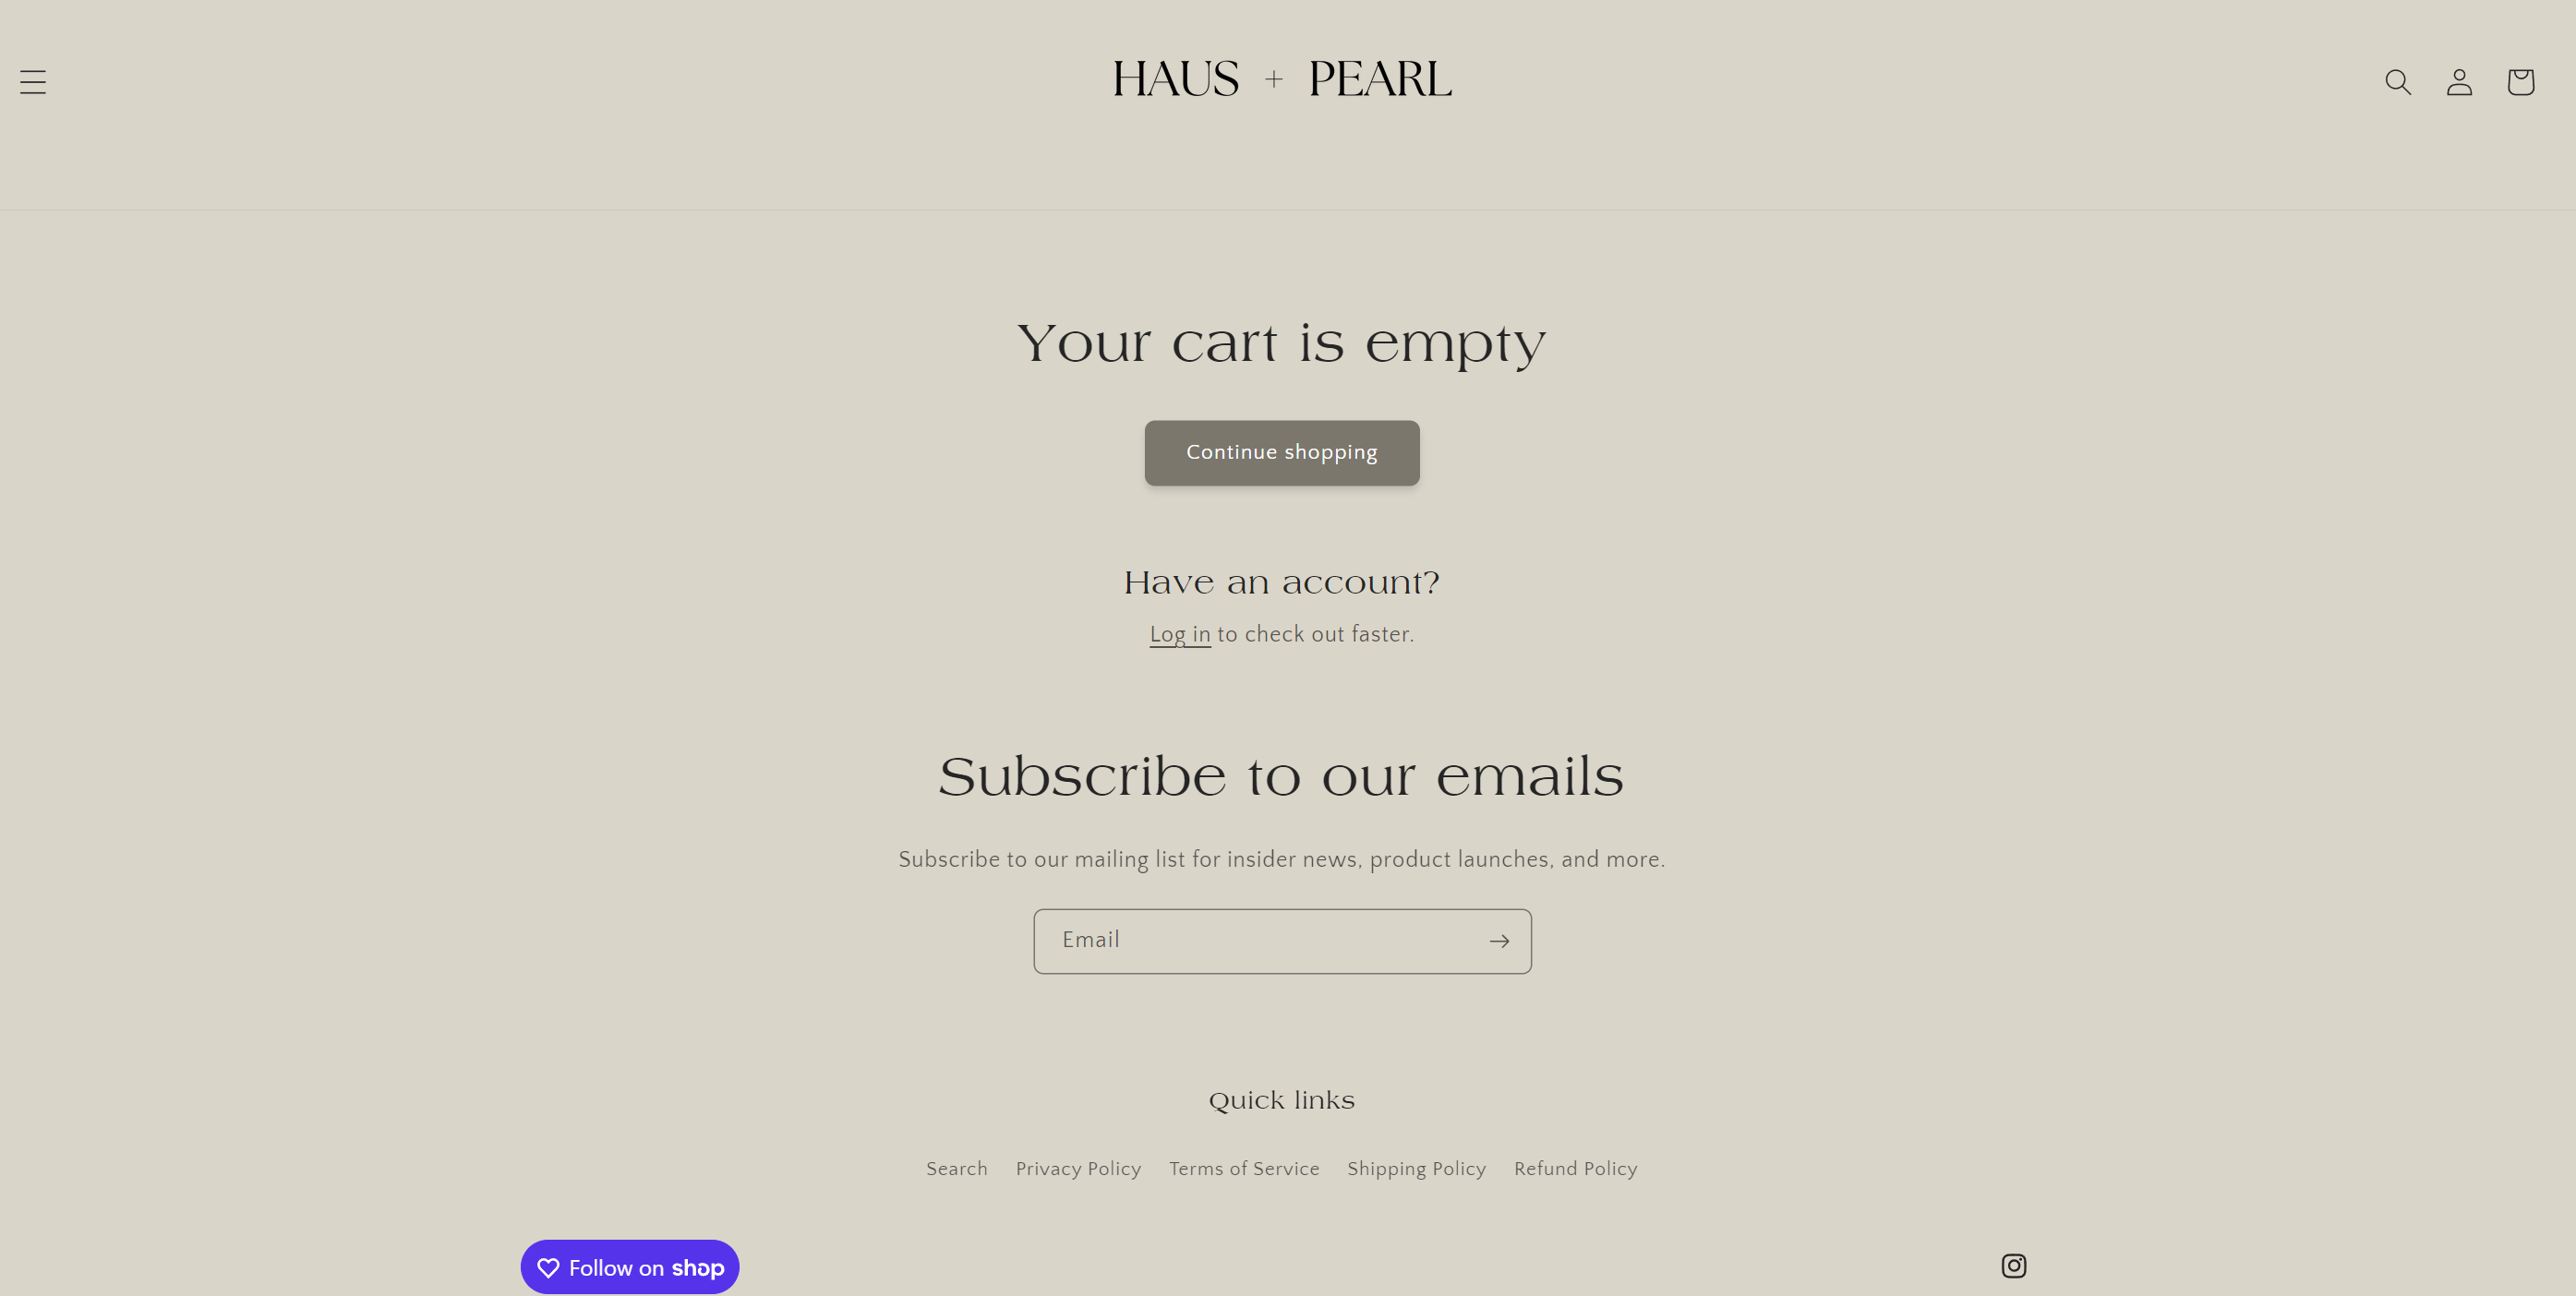 HAUS + PEARL
Your cart is empty
Continue shopping
Have an account?
Log in to check out faster.
Subscribe to our emails
Subscribe to our mailing list for insider news, product launches, and more.
Email
Quick links
Search Privacy Policy Terms of Service Shipping Policy Refund Policy
Follow on shop